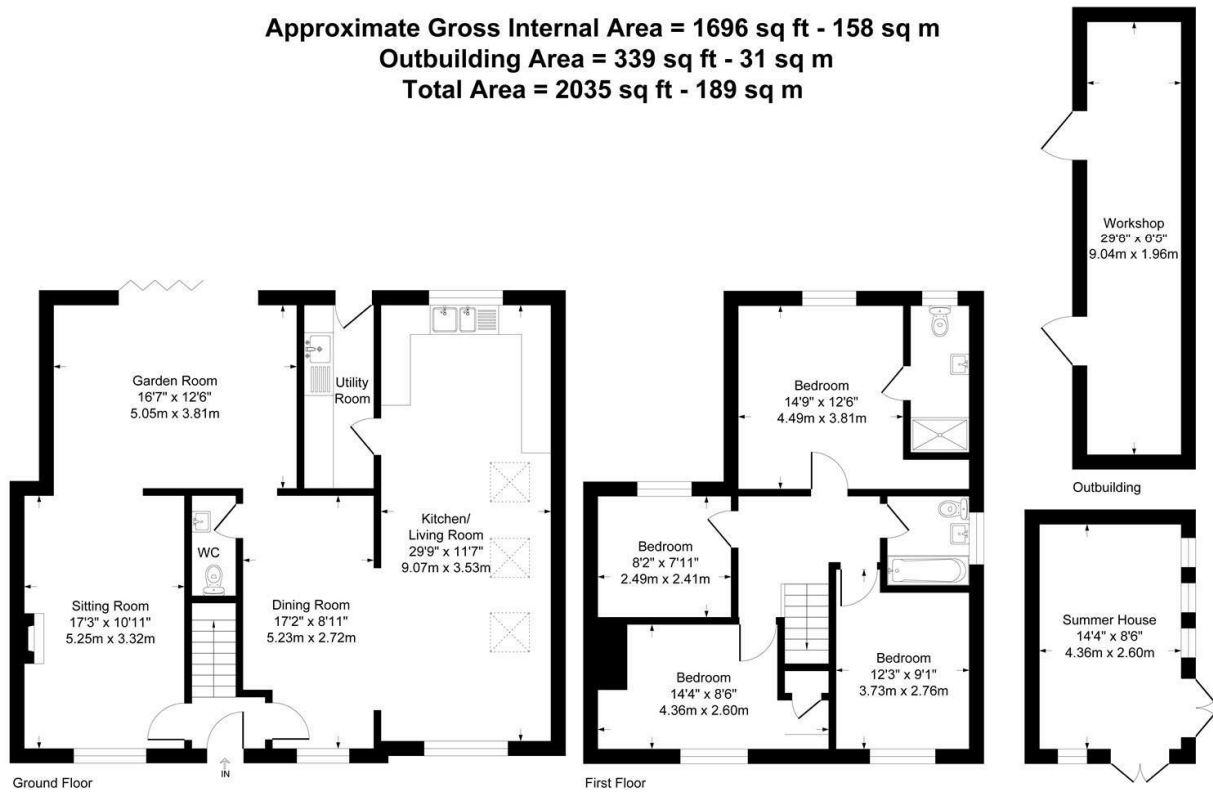 Approximate Gross Internal Area = 1696 sq ft - 158 sq m
Outbuilding Area = 339 sq ft - 31 sq m
Total Area = 2035 sq ft - 189 sq m
Workshop
29'8" x 6'5"
9.04m x 1.96m
Outbuilding
Garden Room
16'7" x 12'6"
5.05m x 3.81m
Utility
Room
Kitchen/
Living Room
29'9" x 11'7"
9.07m x 3.53m
WC
Sitting Room
17'3" x 10'11"
5.25m x 3.32m
Dining Room
17'2" x 8'11"
5.23m x 2.72m
IN
Ground Floor
Bedroom
14'9" x 12'6"
4.49m x 3.81m
Bedroom
8'2" x 7'11"
2.49m x 2.41m
Bedroom
14'4" x 8'6"
4.36m x 2.60m
Bedroom
12'3" x 9'1"
3.73m x 2.76m
First Floor
Summer House
14'4" x 8'6"
4.36m x 2.60m